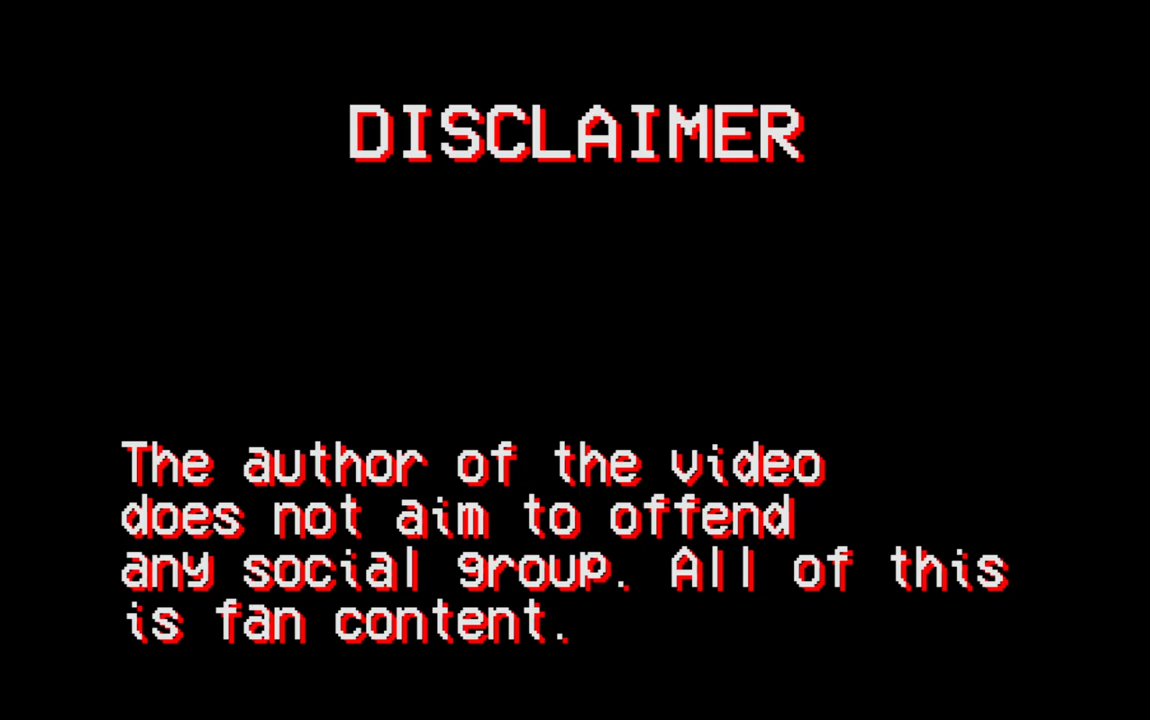 DISCLAIMER
The author of the video
does not aim to offend
any social group. All of this
is fan content.